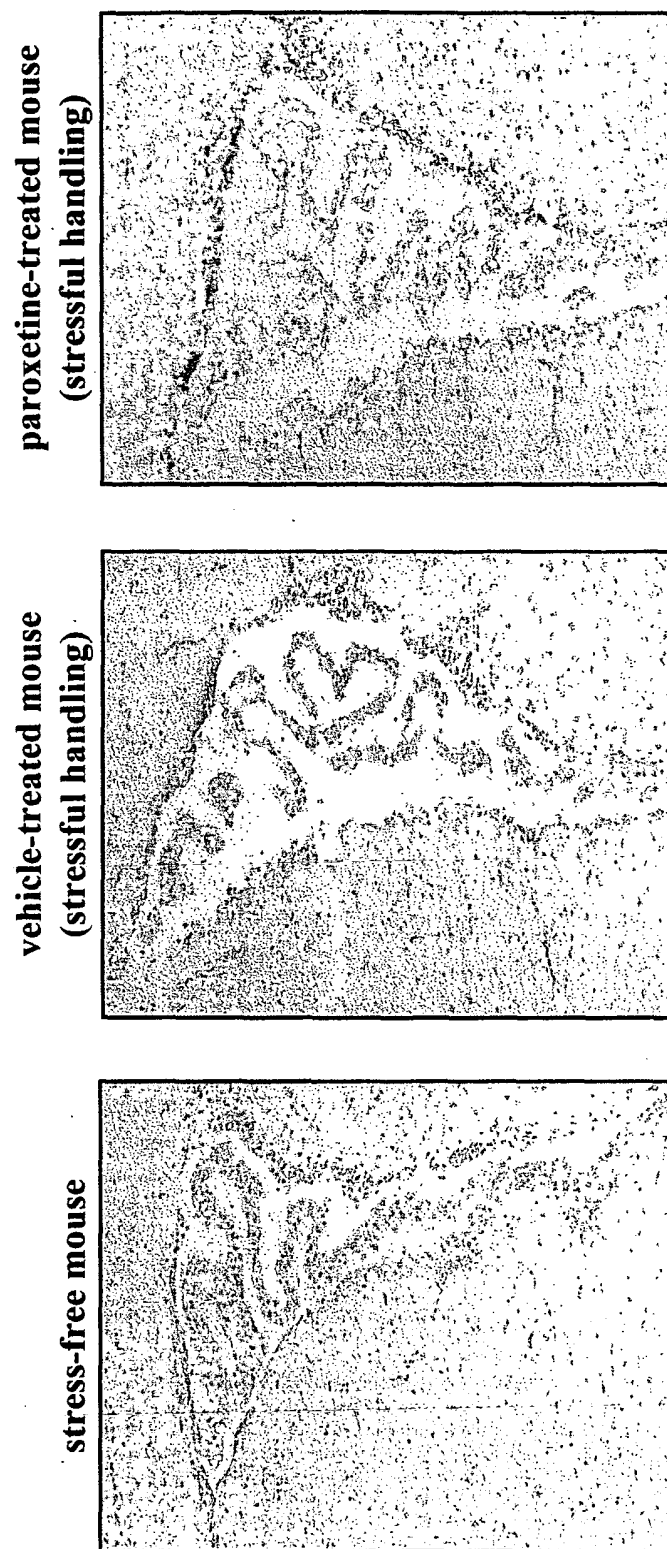 paroxetine-treated mouse
(stressful handling)
vehicle-treated mouse
(stressful handling)
stress-free mouse